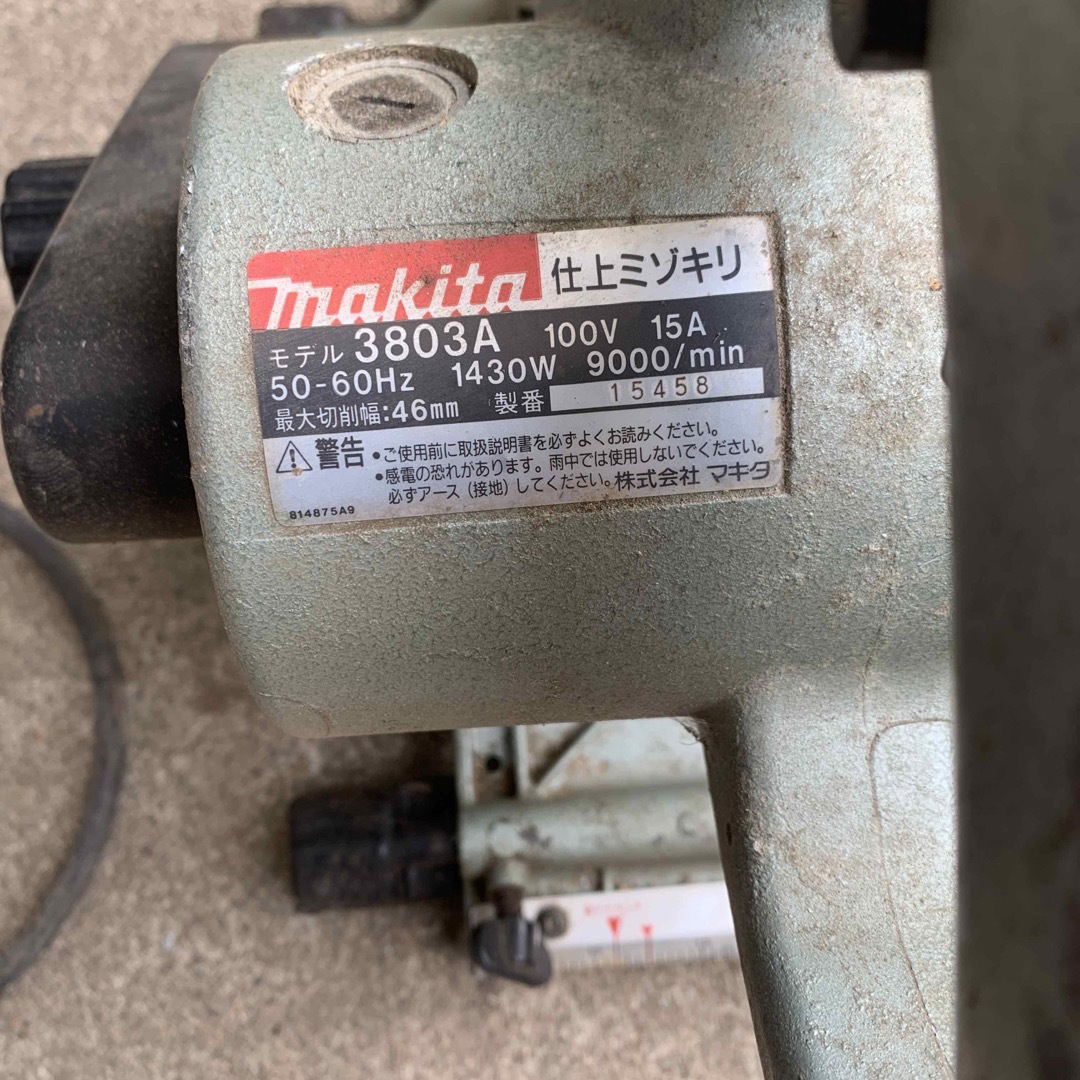 makita 仕上ミゾキリ
モデル 3803A 100V 15A
50-60Hz 1430W 9000/min
最大切削幅:46mm 製番 15458
警告 •ご使用前に取扱説明書を必ずよくお読みください。
•感電の恐れがあります。雨中では使用しないでください。
必ずアース(接地)してください。株式会社 マキタ
814875A9